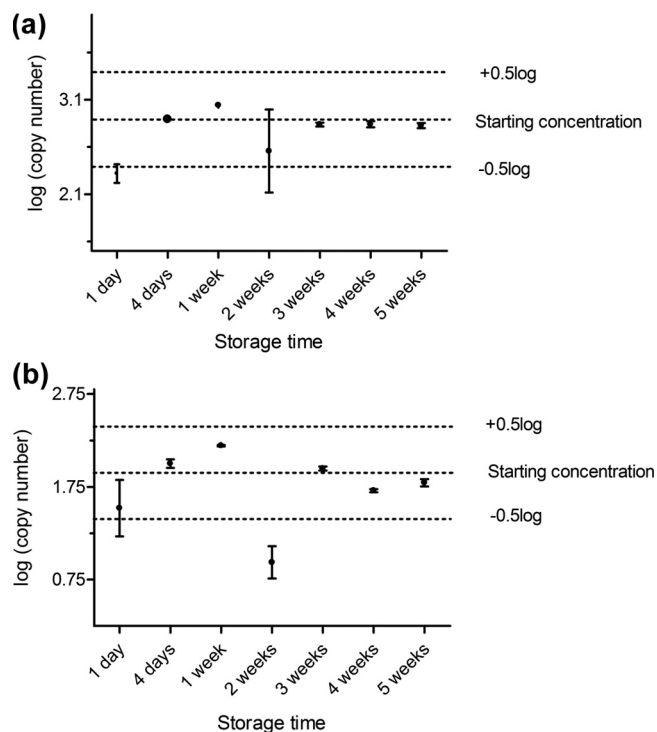 (a)
log (copy number)
3.1
2.1
+0.5log
Starting concentration
-0.5log
1 day
4 days
1 week
2 weeks
3 weeks
4 weeks
5 weeks
Storage time
(b)
log (copy number)
2.75
1.75
0.75
+0.5log
Starting concentration
-0.5log
1 day
4 days
1 week
2 weeks
3 weeks
4 weeks
5 weeks
Storage time